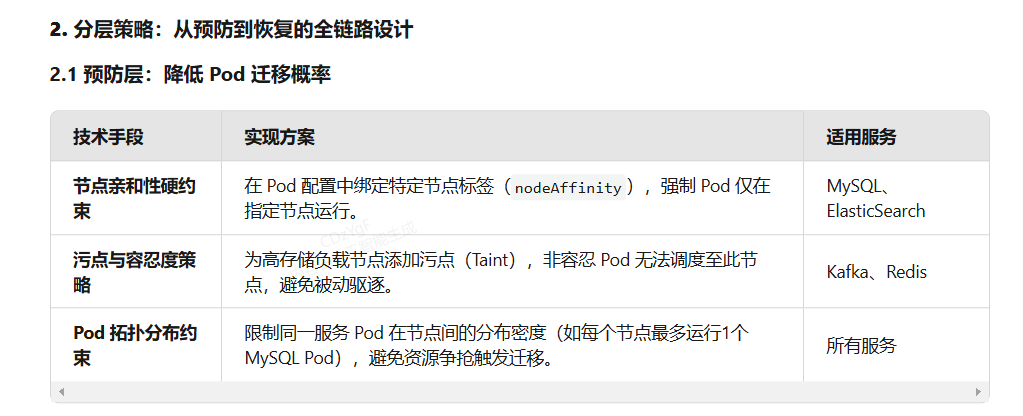 2. 分层策略：从预防到恢复的全链路设计
2.1 预防层：降低 Pod 迁移概率
技术手段 实现方案 适用服务
节点亲和性硬约
束
在 Pod 配置中绑定特定节点标签（nodeAffinity），强制 Pod 仅在
指定节点运行。
MySQL、
ElasticSearch
污点与容忍度策
略
为高存储负载节点添加污点（Taint），非容忍 Pod 无法调度至此节
点，避免被动驱逐。
Kafka、Redis
Pod 拓扑分布约
束
限制同一服务 Pod 在节点间的分布密度（如每个节点最多运行1个
MySQL Pod），避免资源争抢触发迁移。
所有服务